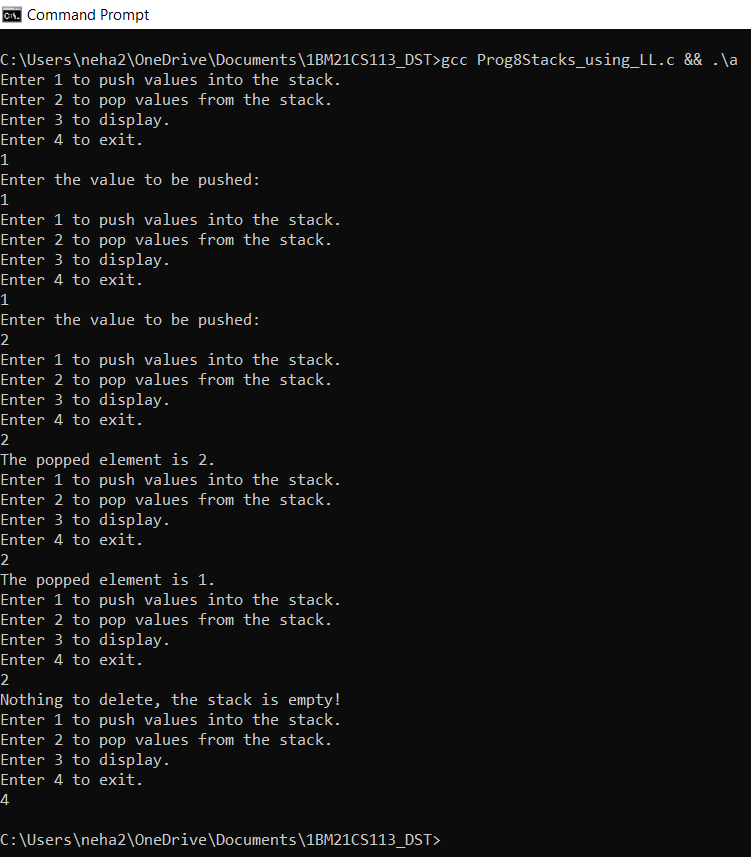 Command Prompt
C:\Users\neha2\OneDrive\Documents\1BM21CS113_DST>gcc Prog8Stacks_using_LL.c && .\a
Enter 1 to push values into the stack.
Enter 2 to pop values from the stack.
Enter 3 to display.
Enter 4 to exit.
1
Enter the value to be pushed:
1
Enter 1 to push values into the stack.
Enter 2 to pop values from the stack.
Enter 3 to display.
Enter 4 to exit.
1
Enter the value to be pushed:
2
Enter 1 to push values into the stack.
Enter 2 to pop values from the stack.
Enter 3 to display.
Enter 4 to exit.
2
The popped element is 2.
Enter 1 to push values into the stack.
Enter 2 to pop values from the stack.
Enter 3 to display.
Enter 4 to exit.
2
The popped element is 1.
Enter 1 to push values into the stack.
Enter 2 to pop values from the stack.
Enter 3 to display.
Enter 4 to exit.
2
Nothing to delete, the stack is empty!
Enter 1 to push values into the stack.
Enter 2 to pop values from the stack.
Enter 3 to display.
Enter 4 to exit.
4
C:\Users\neha2\OneDrive\Documents\1BM21CS113_DST>